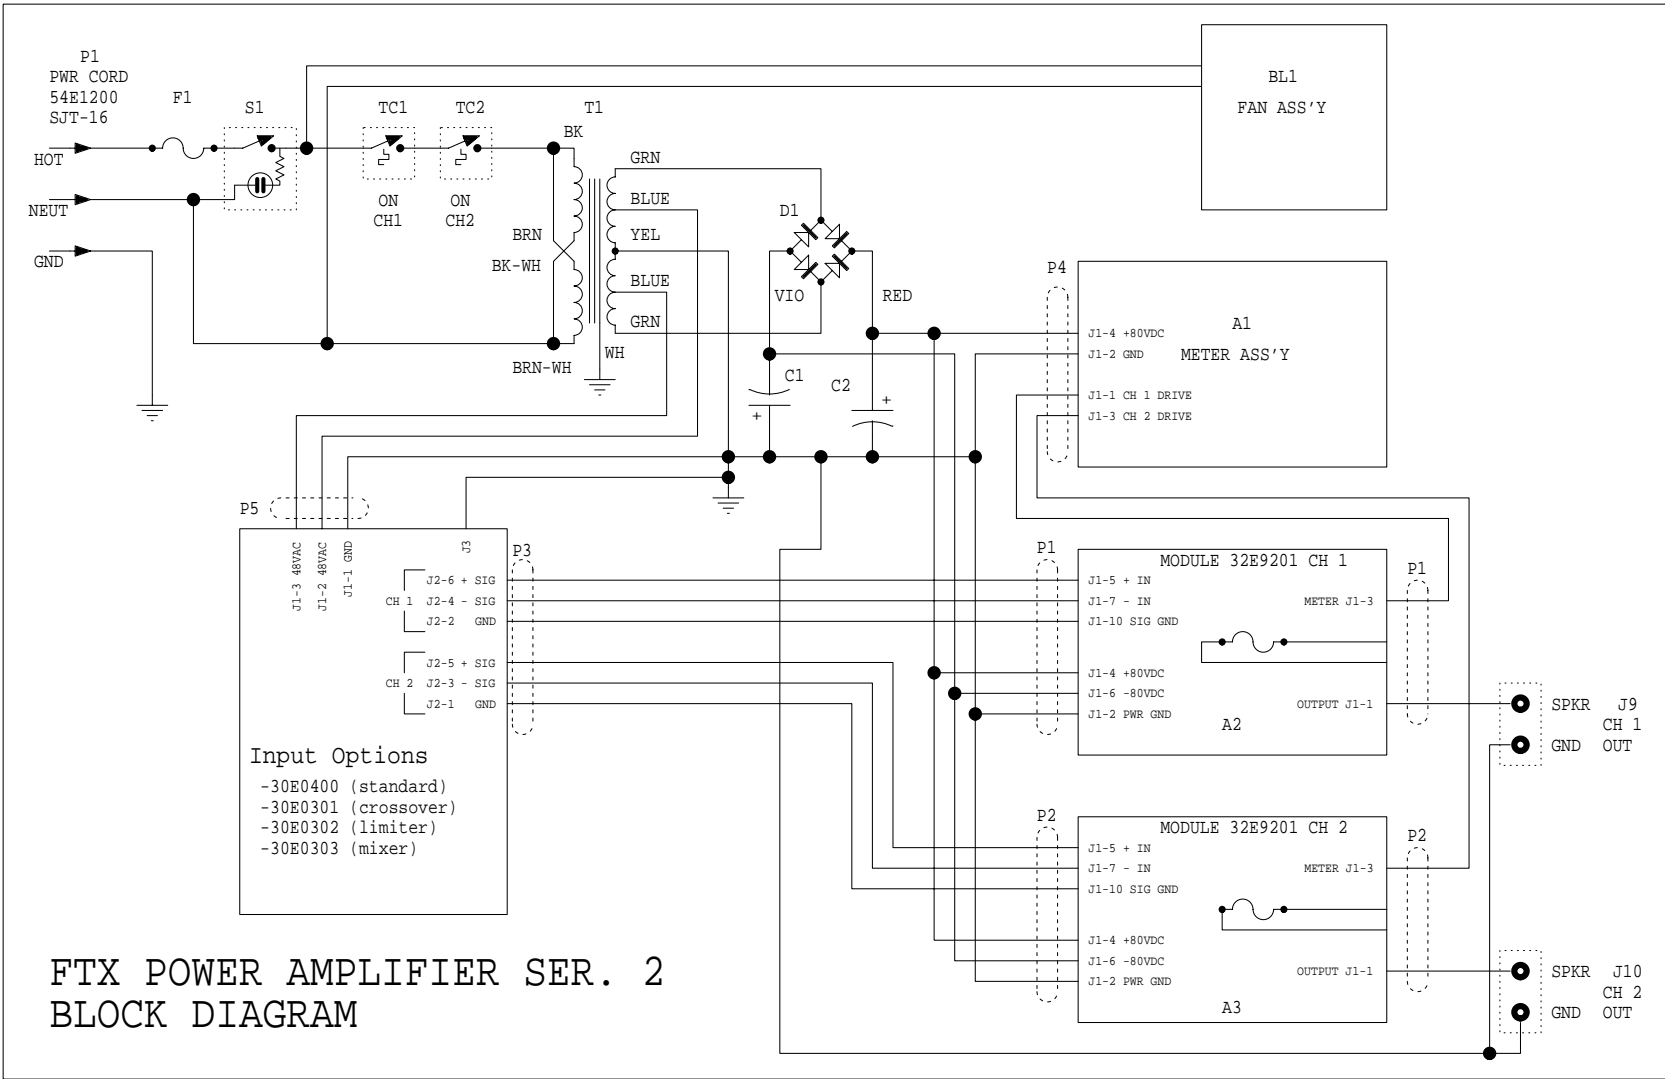 P1
PWR CORD
54E1200
SJT-16
F1
S1
TC1
TC2
T1
BK
HOT
NEUT
GND
ON
CH1
ON
CH2
BRN
BK-WH
BRN-WH
WH
GRN
BLUE
YEL
BLUE
GRN
D1
VIO
RED
C1
+
C2
+
BL1
FAN ASS'Y
P4
A1
METER ASS'Y
J1-4 +80VDC
J1-2 GND
J1-1 CH 1 DRIVE
J1-3 CH 2 DRIVE
P5
J1-3 48VAC
J1-2 48VAC
J1-1 GND
J3
P3
CH 1
J2-6 + SIG
J2-4 - SIG
J2-2 GND
CH 2
J2-5 + SIG
J2-3 - SIG
J2-1 GND
Input Options
-30E0400 (standard)
-30E0301 (crossover)
-30E0302 (limiter)
-30E0303 (mixer)
P1
MODULE 32E9201 CH 1
P1
J1-5 + IN
J1-7 - IN
J1-10 SIG GND
METER J1-3
J1-4 +80VDC
J1-6 -80VDC
J1-2 PWR GND
OUTPUT J1-1
A2
SPKR J9
CH 1
GND OUT
P2
MODULE 32E9201 CH 2
P2
J1-5 + IN
J1-7 - IN
J1-10 SIG GND
METER J1-3
J1-4 +80VDC
J1-6 -80VDC
J1-2 PWR GND
OUTPUT J1-1
A3
SPKR J10
CH 2
GND OUT
FTX POWER AMPLIFIER SER. 2
BLOCK DIAGRAM